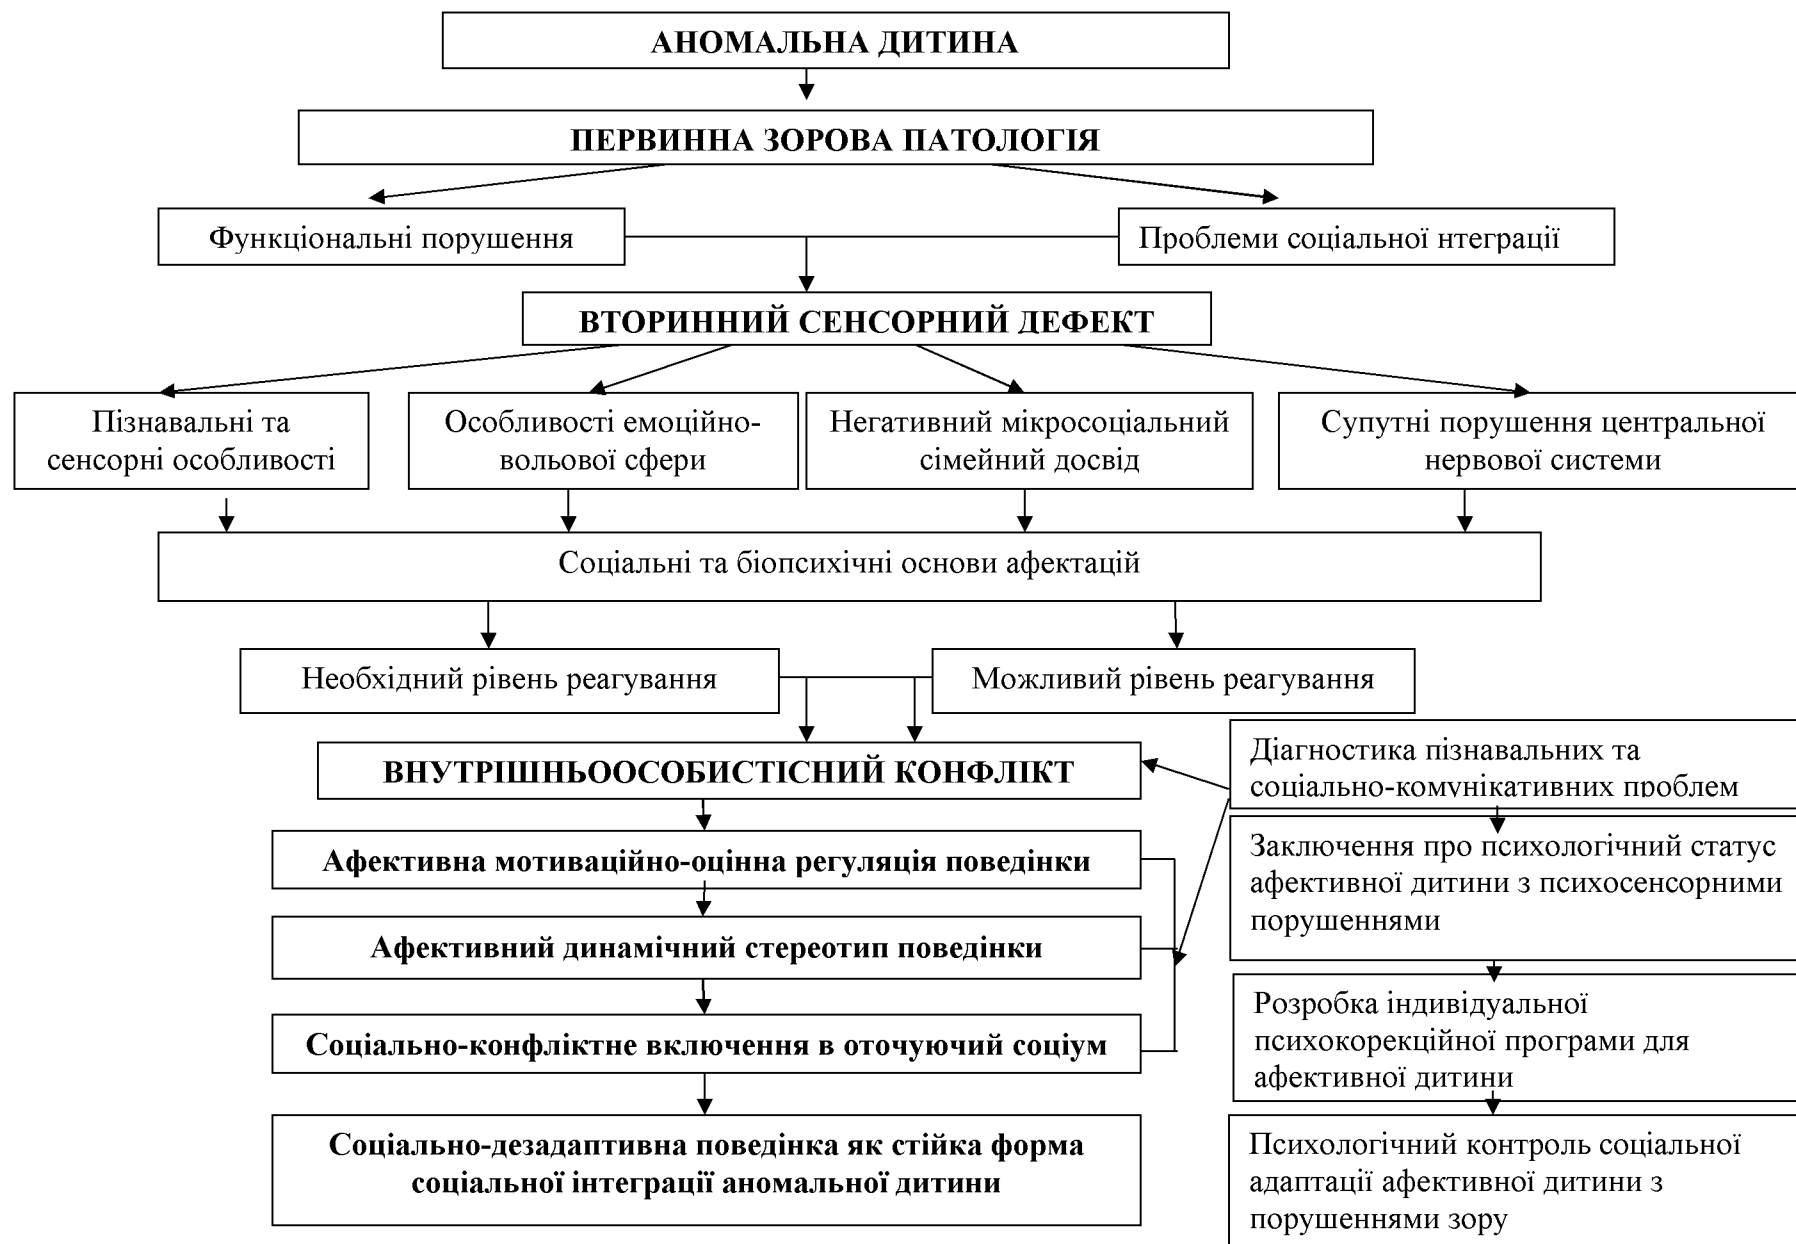 АНОМАЛЬНА ДИТИНА
ПЕРВИННА ЗОРОВА ПАТОЛОГІЯ
Функціональні порушення
Проблеми соціальної нтеграції
ВТОРИННИЙ СЕНСОРНИЙ ДЕФЕКТ
Пізнавальні та
сенсорні особливості
Особливості емоційно-
вольової сфери
Негативний мікросоціальний
сімейний досвід
Супутні порушення центральної
нервової системи
Соціальні та біопсихічні основи афектацій
Необхідний рівень реагування
Можливий рівень реагування
ВНУТРІШНЬООСОБИСТІСНИЙ КОНФЛІКТ
Афективна мотиваційно-оцінна регуляція поведінки
Афективний динамічний стереотип поведінки
Соціально-конфліктне включення в оточуючий соціум
Соціально-дезадаптивна поведінка як стійка форма
соціальної інтеграції аномальної дитини
Діагностика пізнавальних та
соціально-комунікативних проблем
Заключення про психологічний статус
афективної дитини з психосенсорними
порушеннями
Розробка індивідуальної
психокорекційної програми для
афективної дитини
Психологічний контроль соціальної
адаптації афективної дитини з
порушеннями зору